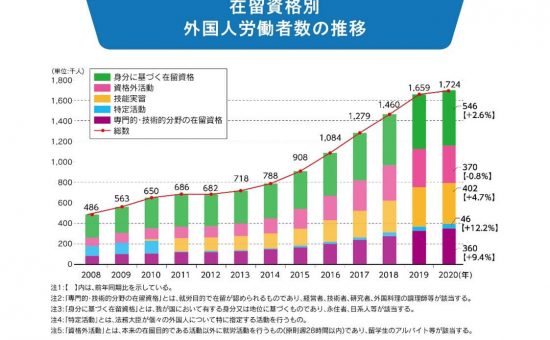 在留資格別
外国人労働者数の推移
(単位:千人)
1,800
1,600
1,400
1,200
1,000
800
600
400
200
0
身分に基づく在留資格
資格外活動
技能実習
特定活動
専門的・技術的分野の在留資格
総数
486
563
650
686
682
718
788
908
1,084
1,279
1,460
1,659
1,724
546
【+2.6%】
370
【-0.8%】
402
【+4.7%】
46
【+12.2%】
360
【+9.4%】
2008 2009 2010 2011 2012 2013 2014 2015 2016 2017 2018 2019 2020(年)
注1:【 】内は、前年同期比を示している。
注2:「専門的・技術的分野の在留資格」とは、就労目的で在留が認められるものであり、経営者、技術者、研究者、外国料理の調理師等が該当する。
注3:「身分に基づく在留資格」とは、我が国において有する身分又は地位に基づくものであり、永住者、日系人等が該当する。
注4:「特定活動」とは、法務大臣が個々の外国人について特に指定する活動を行うもの。
注5:「資格外活動」とは、本来の在留目的である活動以外に就労活動を行うもの(原則週28時間以内)であり、留学生のアルバイト等が該当する。